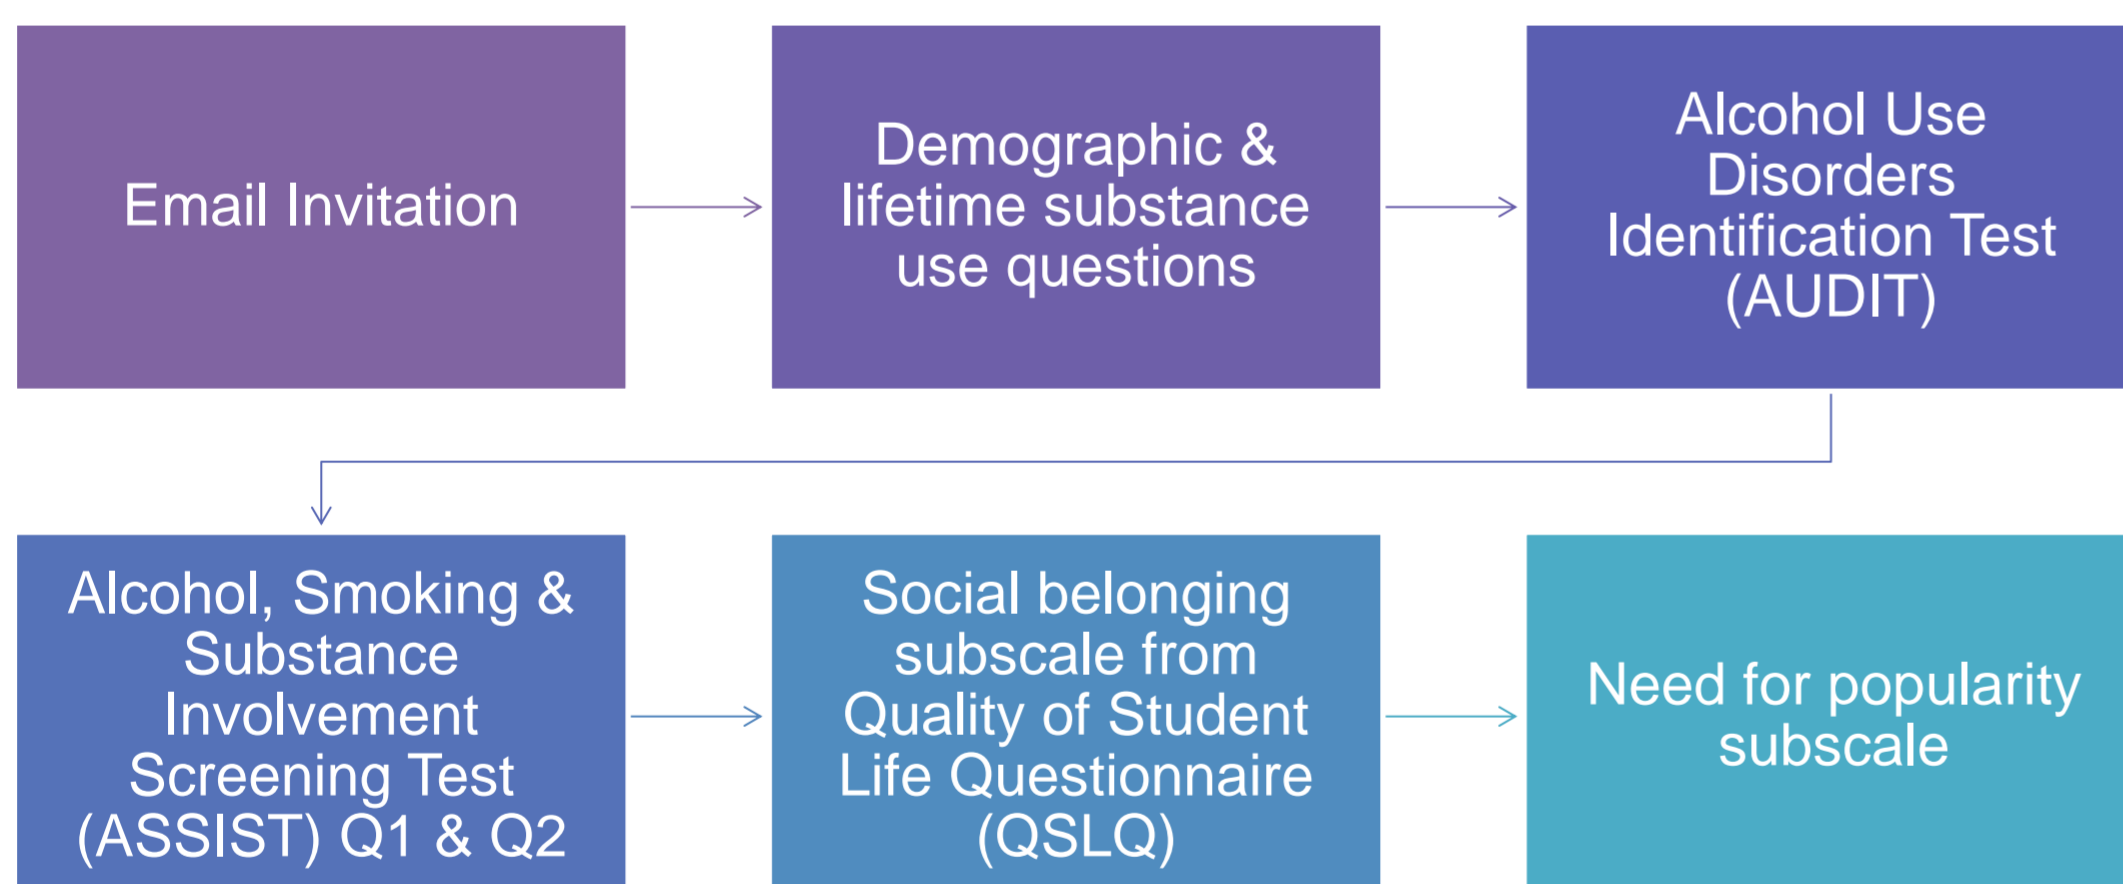 Email Invitation
Demographic &
lifetime substance
use questions
Alcohol Use
Disorders
Identification Test
(AUDIT)
Alcohol, Smoking &
Substance
Involvement
Screening Test
(ASSIST) Q1 & Q2
Social belonging
subscale from
Quality of Student
Life Questionnaire
(QSLQ)
Need for popularity
subscale